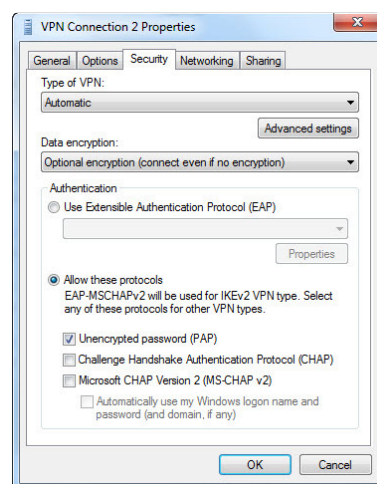 VPN Connection 2 Properties
General Options Security Networking Sharing
Type of VPN:
Automatic
Advanced settings
Data encryption:
Optional encryption (connect even if no encryption)
Authentication
Use Extensible Authentication Protocol (EAP)
Properties
Allow these protocols
EAP-MSCHAPv2 will be used for IKEv2 VPN type. Select
any of these protocols for other VPN types.
Unencrypted password (PAP)
Challenge Handshake Authentication Protocol (CHAP)
Microsoft CHAP Version 2 (MS-CHAP v2)
Automatically use my Windows logon name and
password (and domain, if any)
OK Cancel